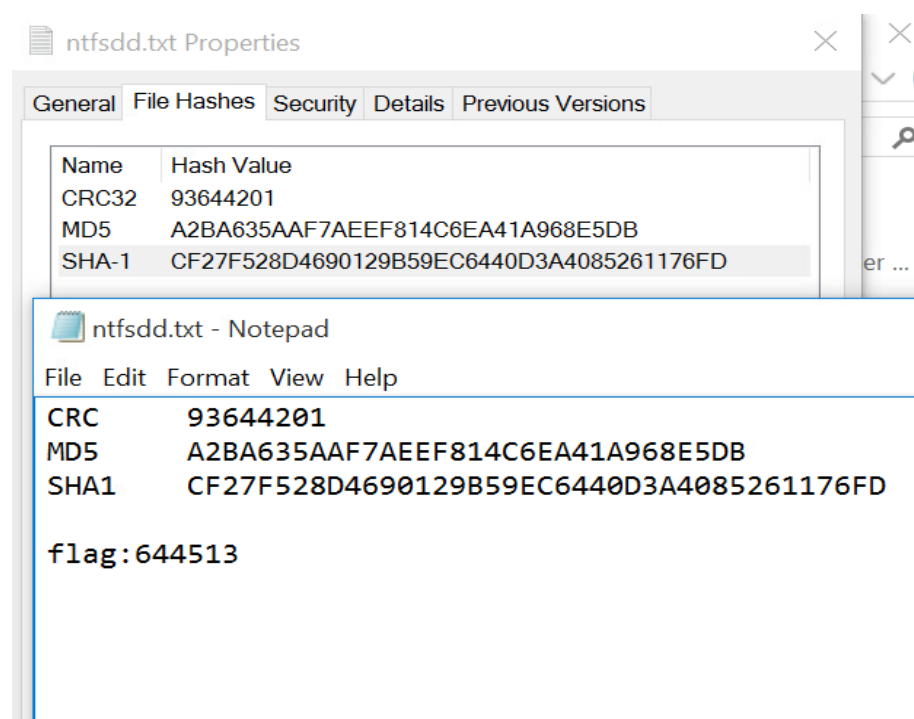 ntfsdd.txt Properties
General File Hashes Security Details Previous Versions
Name Hash Value
CRC32 93644201
MD5 A2BA635AAF7AEEF814C6EA41A968E5DB
SHA-1 CF27F528D4690129B59EC6440D3A4085261176FD
er ...
ntfsdd.txt - Notepad
File Edit Format View Help
CRC 93644201
MD5 A2BA635AAF7AEEF814C6EA41A968E5DB
SHA1 CF27F528D4690129B59EC6440D3A4085261176FD
flag:644513